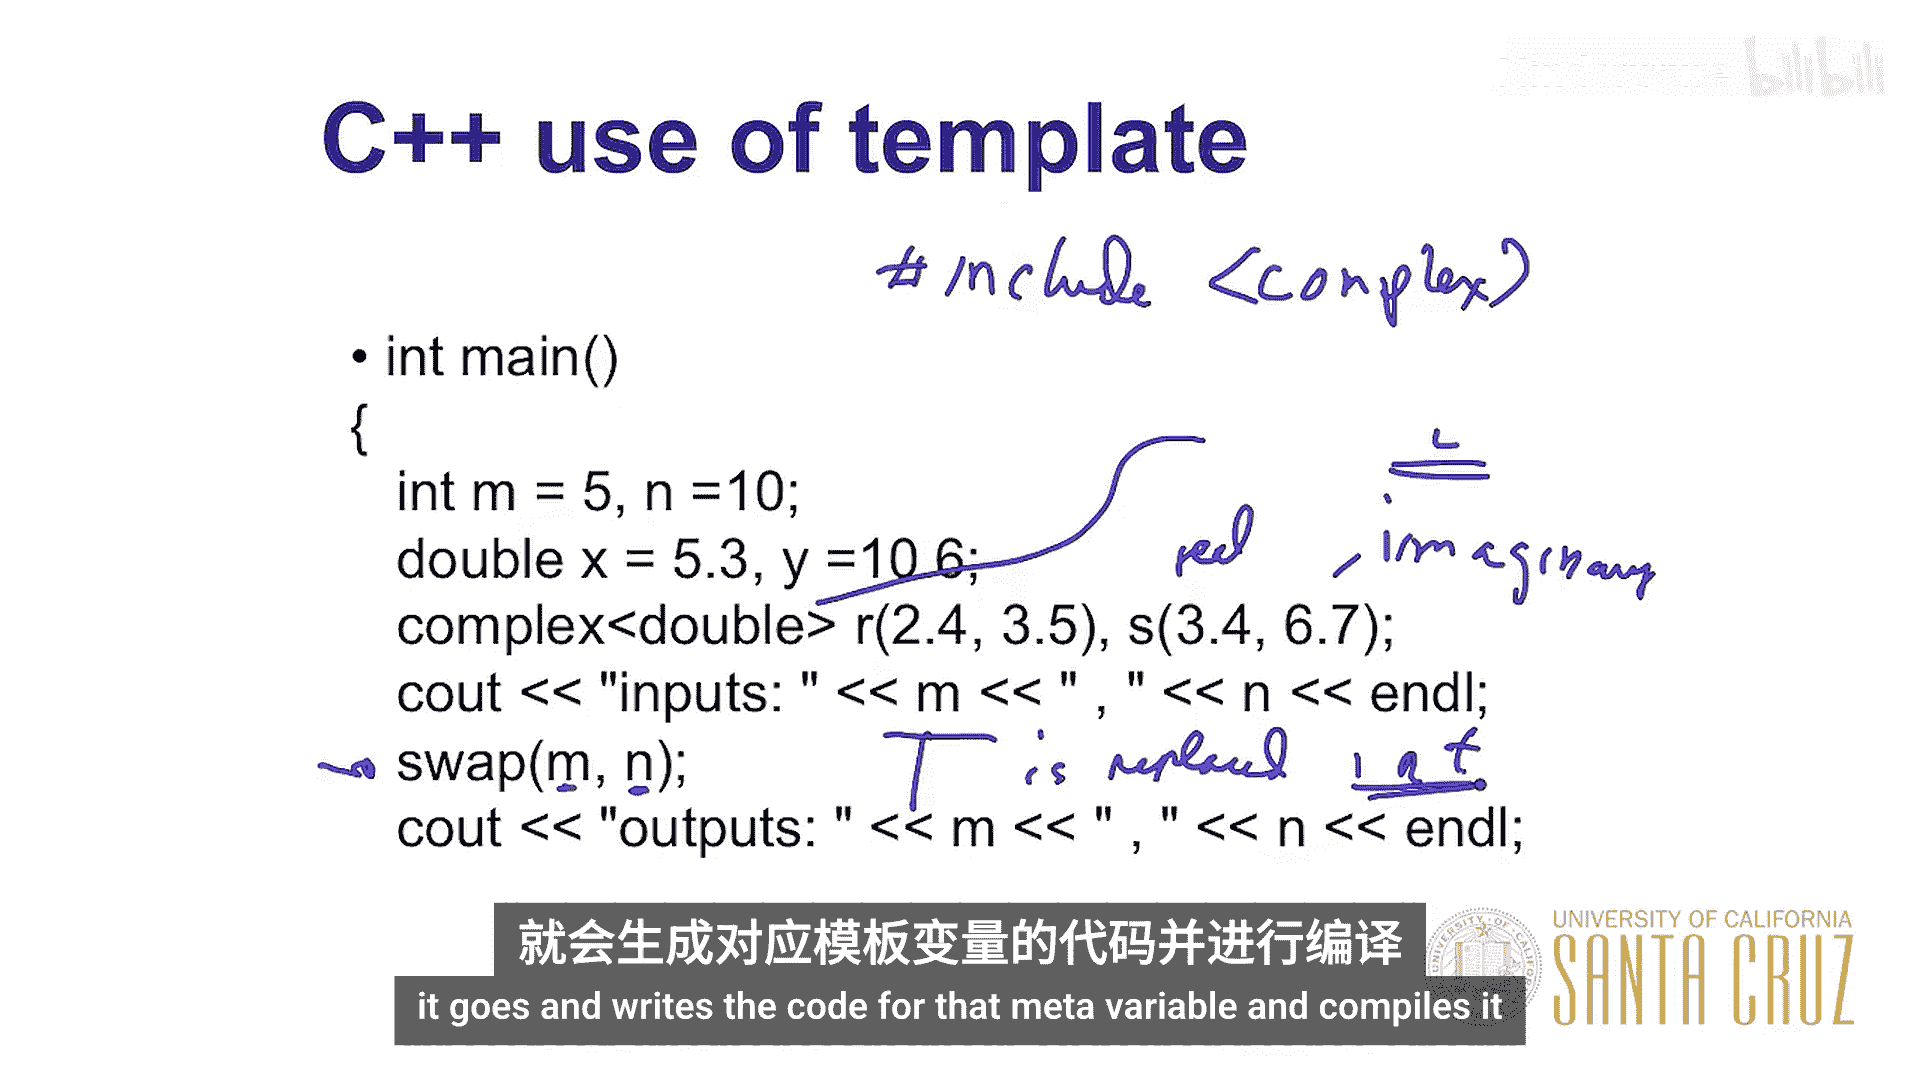 bilibili
C++ use of template
#include <complex>
• int main()
{
int m = 5, n =10;
double x = 5.3, y =10 6;
real , imaginary
complex<double> r(2.4, 3.5), s(3.4, 6.7);
cout << "inputs: " << m << " , " << n << endl;
swap(m, n); T is replaced int
cout << "outputs: " << m << " , " << n << endl;
就会生成对应模板变量的代码并进行编译
it goes and writes the code for that meta variable and compiles it
UNIVERSITY OF CALIFORNIA
SANTA CRUZ